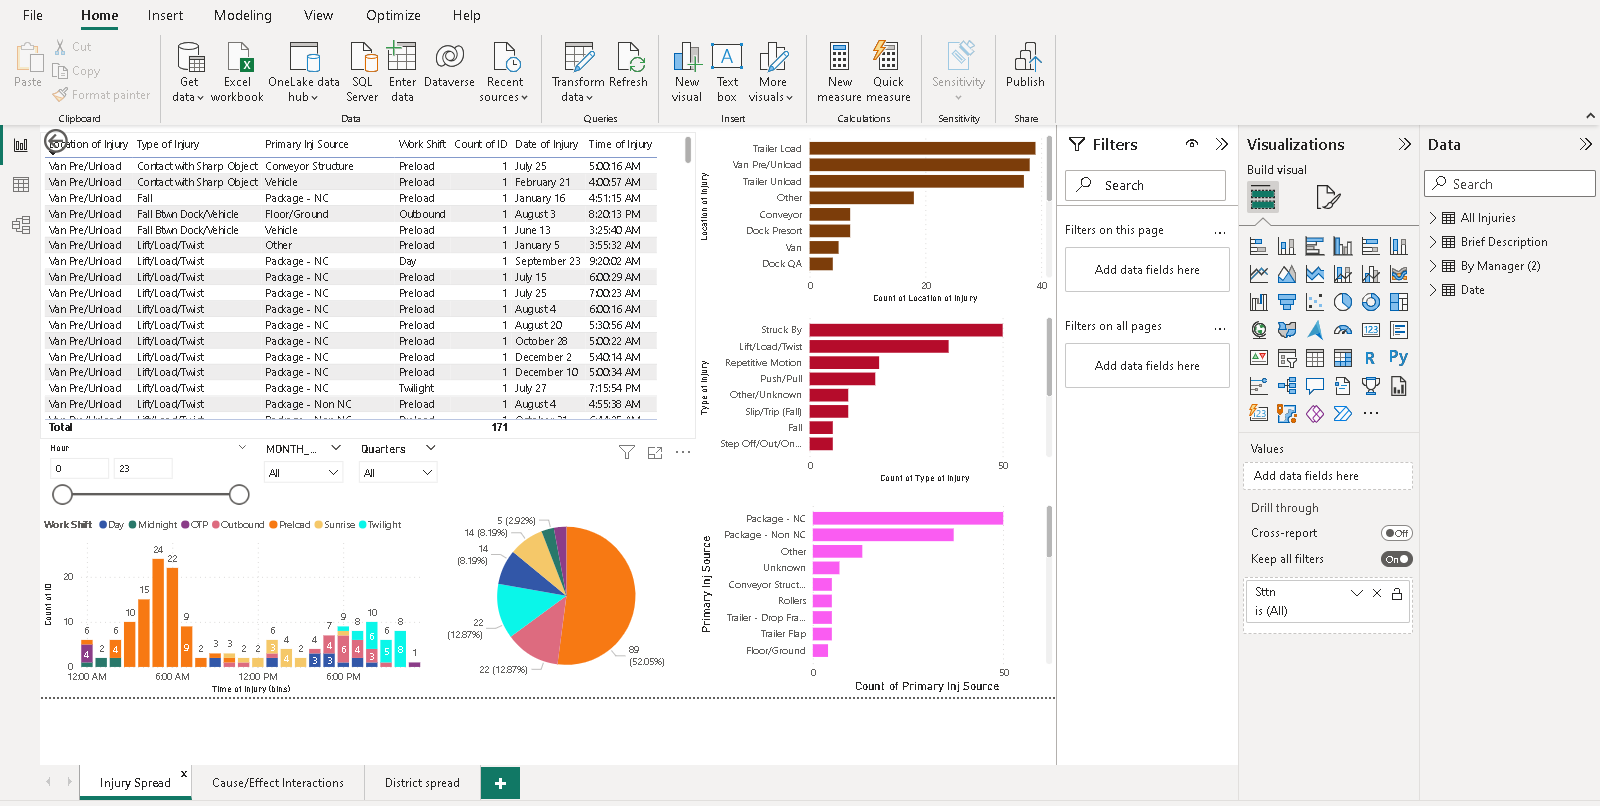 File Home Insert Modeling View Optimize Help
Paste
Cut
Copy
Format painter
Get data
Excel workbook
OneLake data hub
SQL Server
Enter data
Dataverse
Recent sources
Transform data
Refresh
New visual
Text box
More visuals
New measure
Quick measure
Sensitivity
Publish
Clipboard Data Queries Insert Calculations Sensitivity Share
Location of Injury Type of Injury Primary Inj Source Work Shift Count of ID Date of Injury Time of Injury
Van Pre/Unload Contact with Sharp Object Conveyor Structure Preload 1 July 25 5:00:16 AM
Van Pre/Unload Contact with Sharp Object Vehicle Preload 1 February 21 4:00:57 AM
Van Pre/Unload Fall Package - NC Preload 1 January 16 4:51:15 AM
Van Pre/Unload Fall Btwn Dock/Vehicle Floor/Ground Outbound 1 August 3 8:20:13 PM
Van Pre/Unload Fall Btwn Dock/Vehicle Vehicle Preload 1 June 13 3:25:40 AM
Van Pre/Unload Lift/Load/Twist Other Preload 1 January 5 3:55:32 AM
Van Pre/Unload Lift/Load/Twist Package - NC Day 1 September 23 9:20:02 AM
Van Pre/Unload Lift/Load/Twist Package - NC Preload 1 July 15 6:00:29 AM
Van Pre/Unload Lift/Load/Twist Package - NC Preload 1 July 25 7:00:23 AM
Van Pre/Unload Lift/Load/Twist Package - NC Preload 1 August 4 6:00:16 AM
Van Pre/Unload Lift/Load/Twist Package - NC Preload 1 August 20 5:30:56 AM
Van Pre/Unload Lift/Load/Twist Package - NC Preload 1 October 28 5:00:22 AM
Van Pre/Unload Lift/Load/Twist Package - NC Preload 1 December 2 5:40:14 AM
Van Pre/Unload Lift/Load/Twist Package - NC Preload 1 December 10 5:00:34 AM
Van Pre/Unload Lift/Load/Twist Package - NC Twilight 1 July 27 7:15:54 PM
Van Pre/Unload Lift/Load/Twist Package - Non NC Preload 1 August 4 4:55:38 AM
Total 171
Hour
0 23
MONTH_...
All
Quarters
All
Work Shift Day Midnight OTP Outbound Preload Sunrise Twilight
Count of ID
20
10
0
6 2 6 10 15 24 22 9 2 3 3 2 6 4 2 4 7 9 8 10 6 8 1
4 4 9 3 4 3 3 4 6 4 3 6 5 8
12:00 AM 6:00 AM 12:00 PM 6:00 PM
Time of Injury (bins)
5 (2.92%)
14 (8.19%)
14
(8.19%)
22
(12.87%)
22 (12.87%)
89
(52.05%)
Location of Injury
Trailer Load
Van Pre/Unload
Trailer Unload
Other
Conveyor
Dock Presort
Van
Dock QA
0 20 40
Count of Location of Injury
Type of Injury
Struck By
Lift/Load/Twist
Repetitive Motion
Push/Pull
Other/Unknown
Slip/Trip (Fall)
Fall
Step Off/Out/On...
0 50
Count of Type of Injury
Primary Inj Source
Package - NC
Package - Non NC
Other
Unknown
Conveyor Struct...
Rollers
Trailer - Drop Fra...
Trailer Flap
Floor/Ground
0 50
Count of Primary Inj Source
Filters
Search
Filters on this page ...
Add data fields here
Filters on all pages ...
Add data fields here
Visualizations
Build visual
123
R Py
123
...
Values
Add data fields here
Drill through
Cross-report Off
Keep all filters On
Sttn
is (All)
Data
Search
All Injuries
Brief Description
By Manager (2)
Date
Injury Spread x Cause/Effect Interactions District spread +